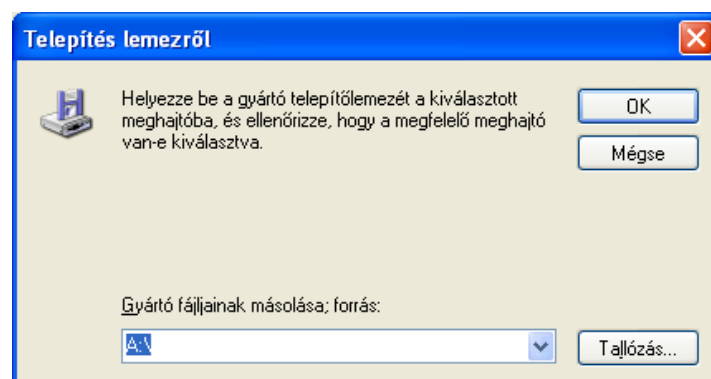 Telepítés lemezről
Helyezze be a gyártó telepítőlemezét a kiválasztott
meghajtóba, és ellenőrizze, hogy a megfelelő meghajtó
van-e kiválasztva.
OK
Mégse
Gyártó fájljainak másolása; forrás:
A:\
Tallózás...